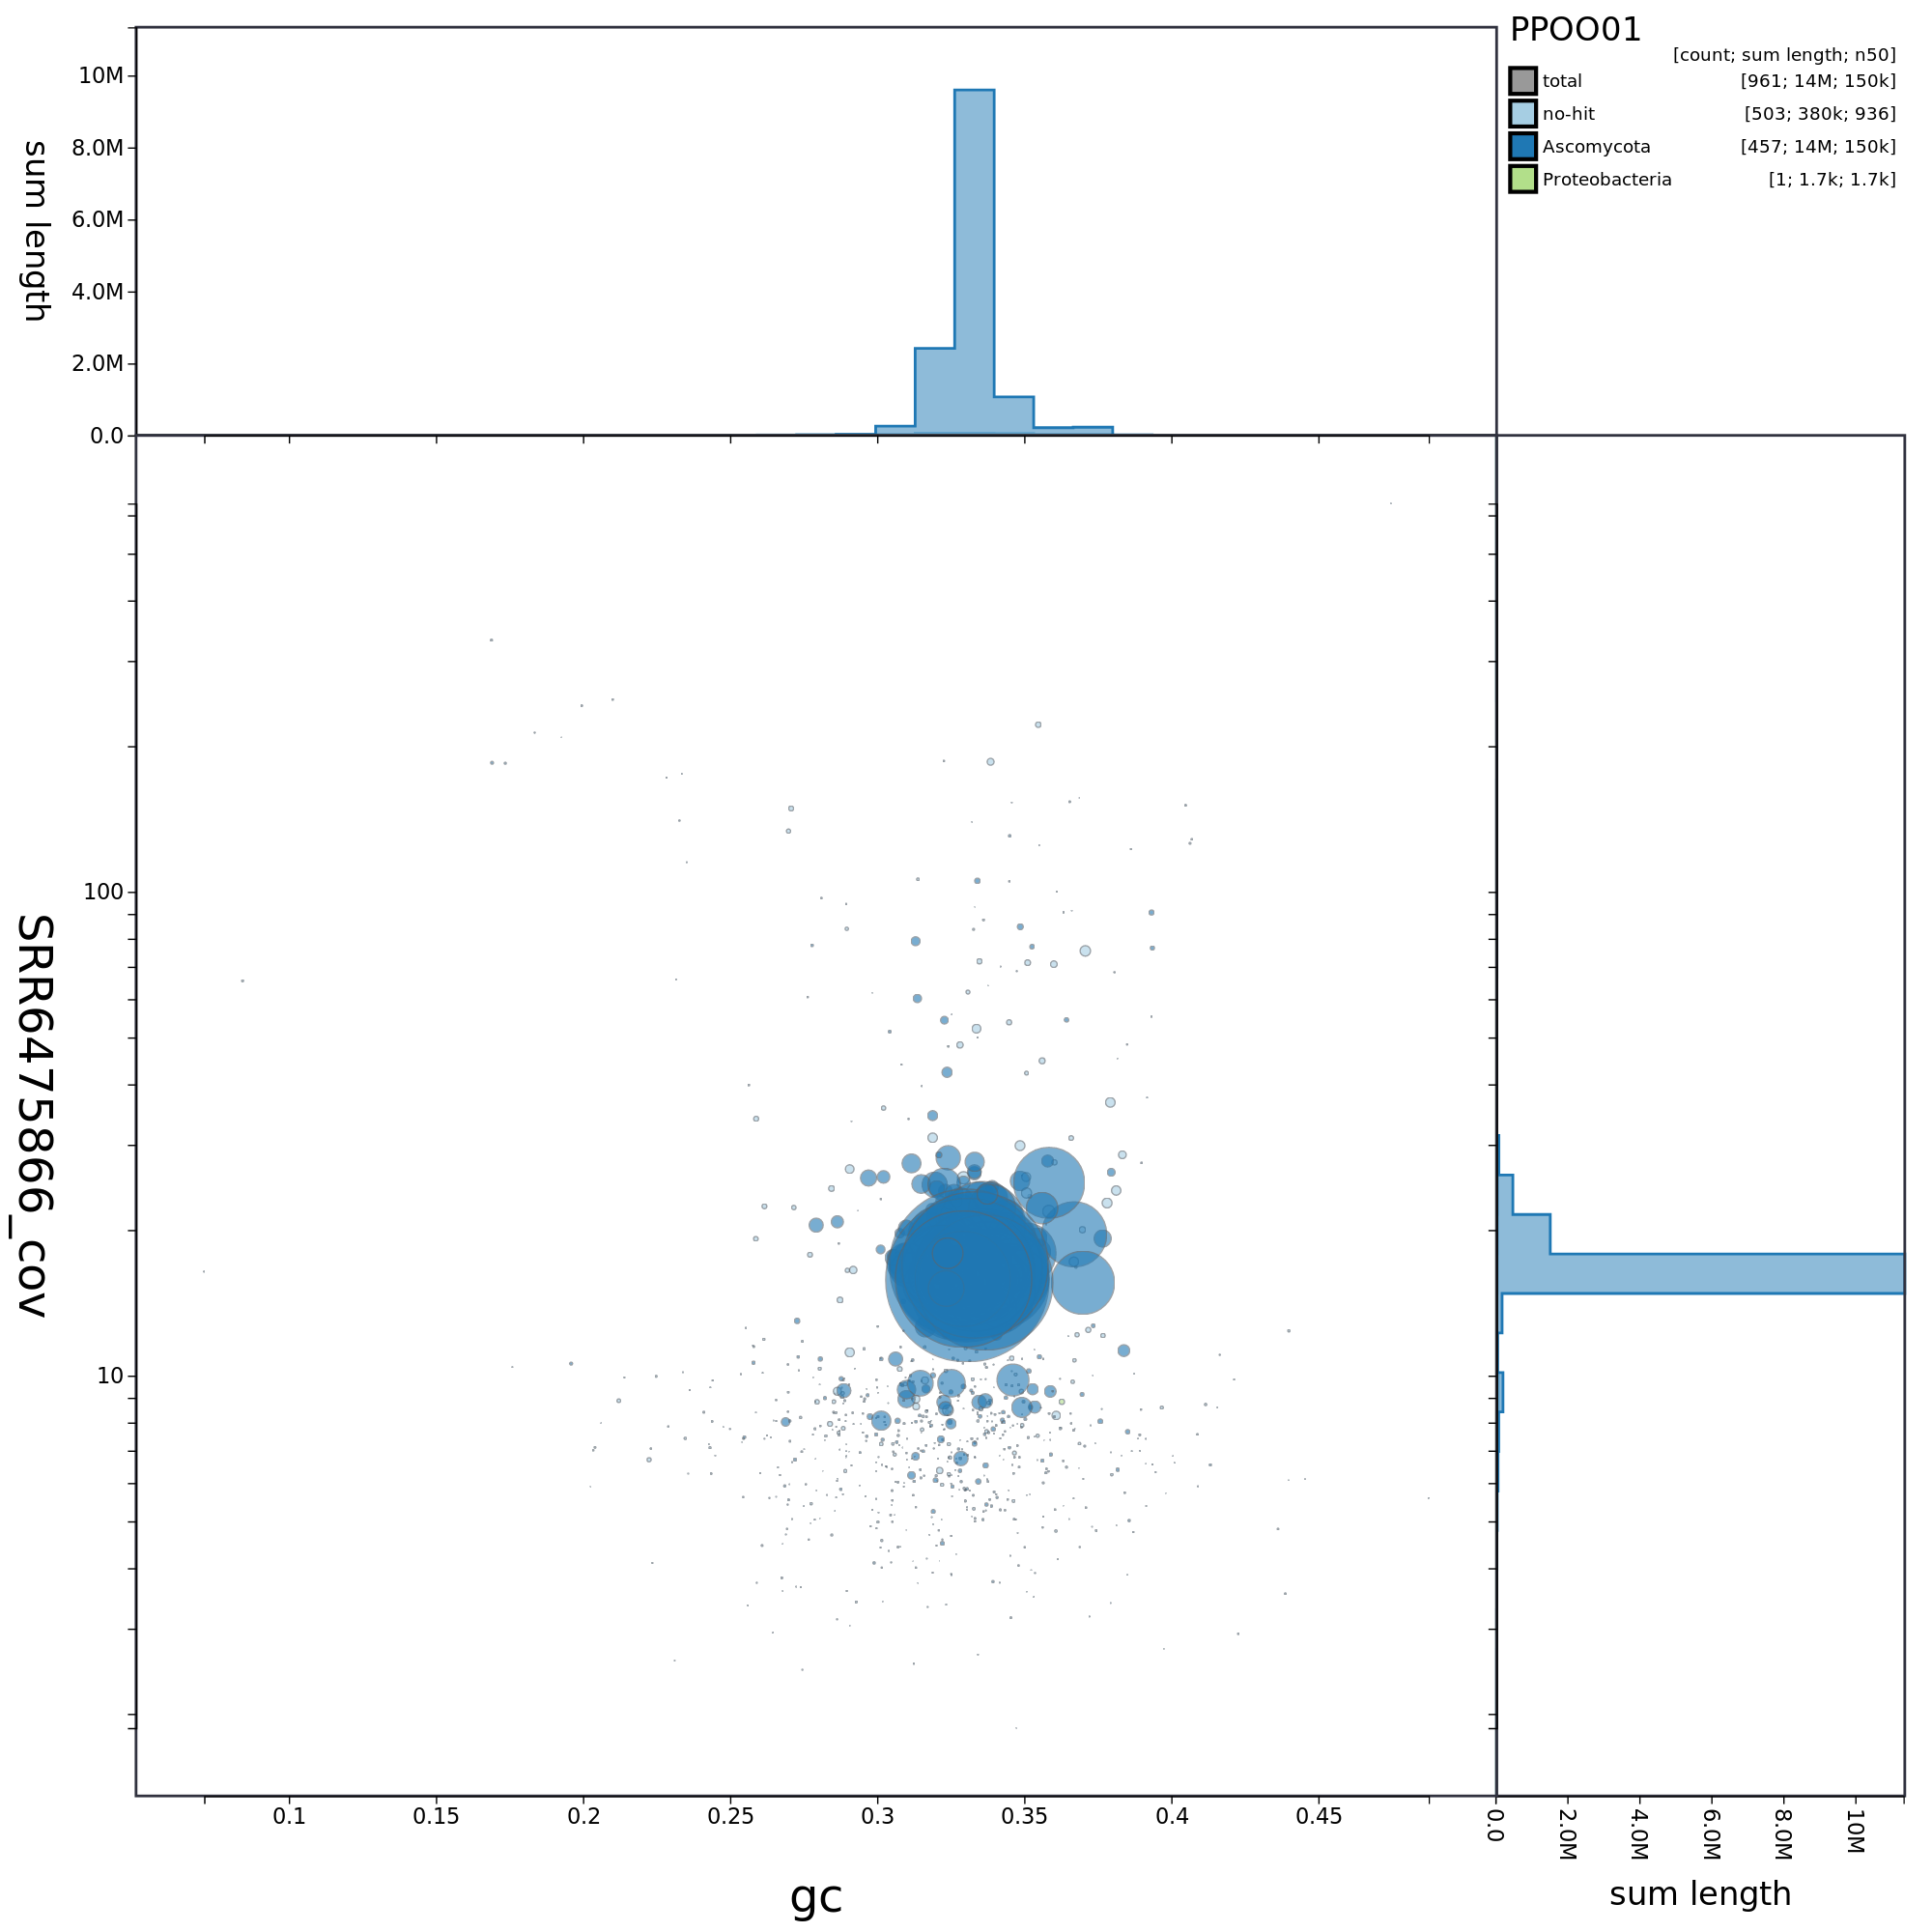 PPOO01
[count; sum length; n50]
total [961; 14M; 150k]
no-hit [503; 380k; 936]
Ascomycota [457; 14M; 150k]
Proteobacteria [1; 1.7k; 1.7k]
sum length
10M
8.0M
6.0M
4.0M
2.0M
0.0
SRR6475866_cov
100
10
0.1 0.15 0.2 0.25 0.3 0.35 0.4 0.45
gc
0.0 2.0M 4.0M 6.0M 8.0M 10M
sum length